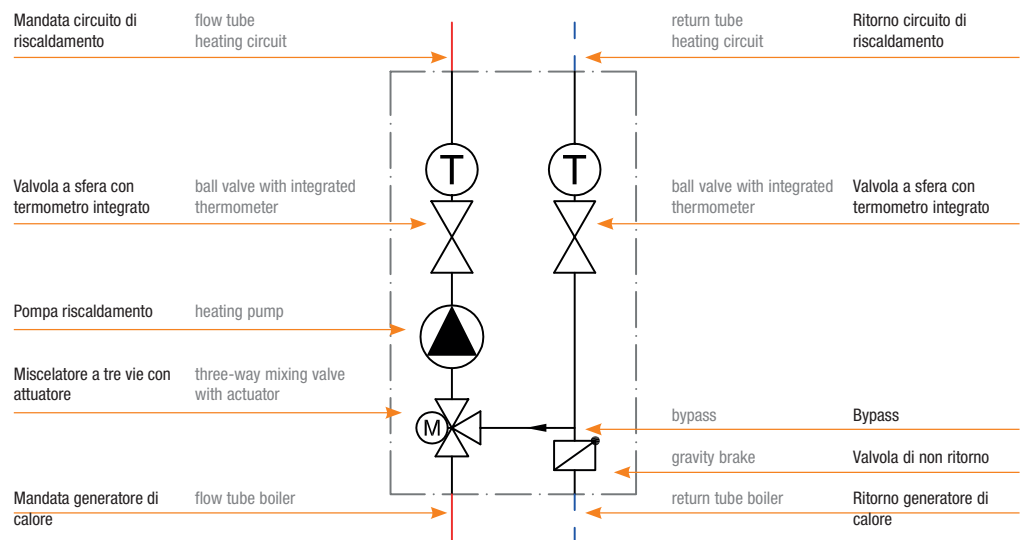 Mandata circuito di riscaldamento
flow tube heating circuit
return tube heating circuit
Ritorno circuito di riscaldamento
T
T
Valvola a sfera con termometro integrato
ball valve with integrated thermometer
ball valve with integrated thermometer
Valvola a sfera con termometro integrato
Pompa riscaldamento
heating pump
Miscelatore a tre vie con attuatore
three-way mixing valve with actuator
M
bypass
Bypass
gravity brake
Valvola di non ritorno
Mandata generatore di calore
flow tube boiler
return tube boiler
Ritorno generatore di calore